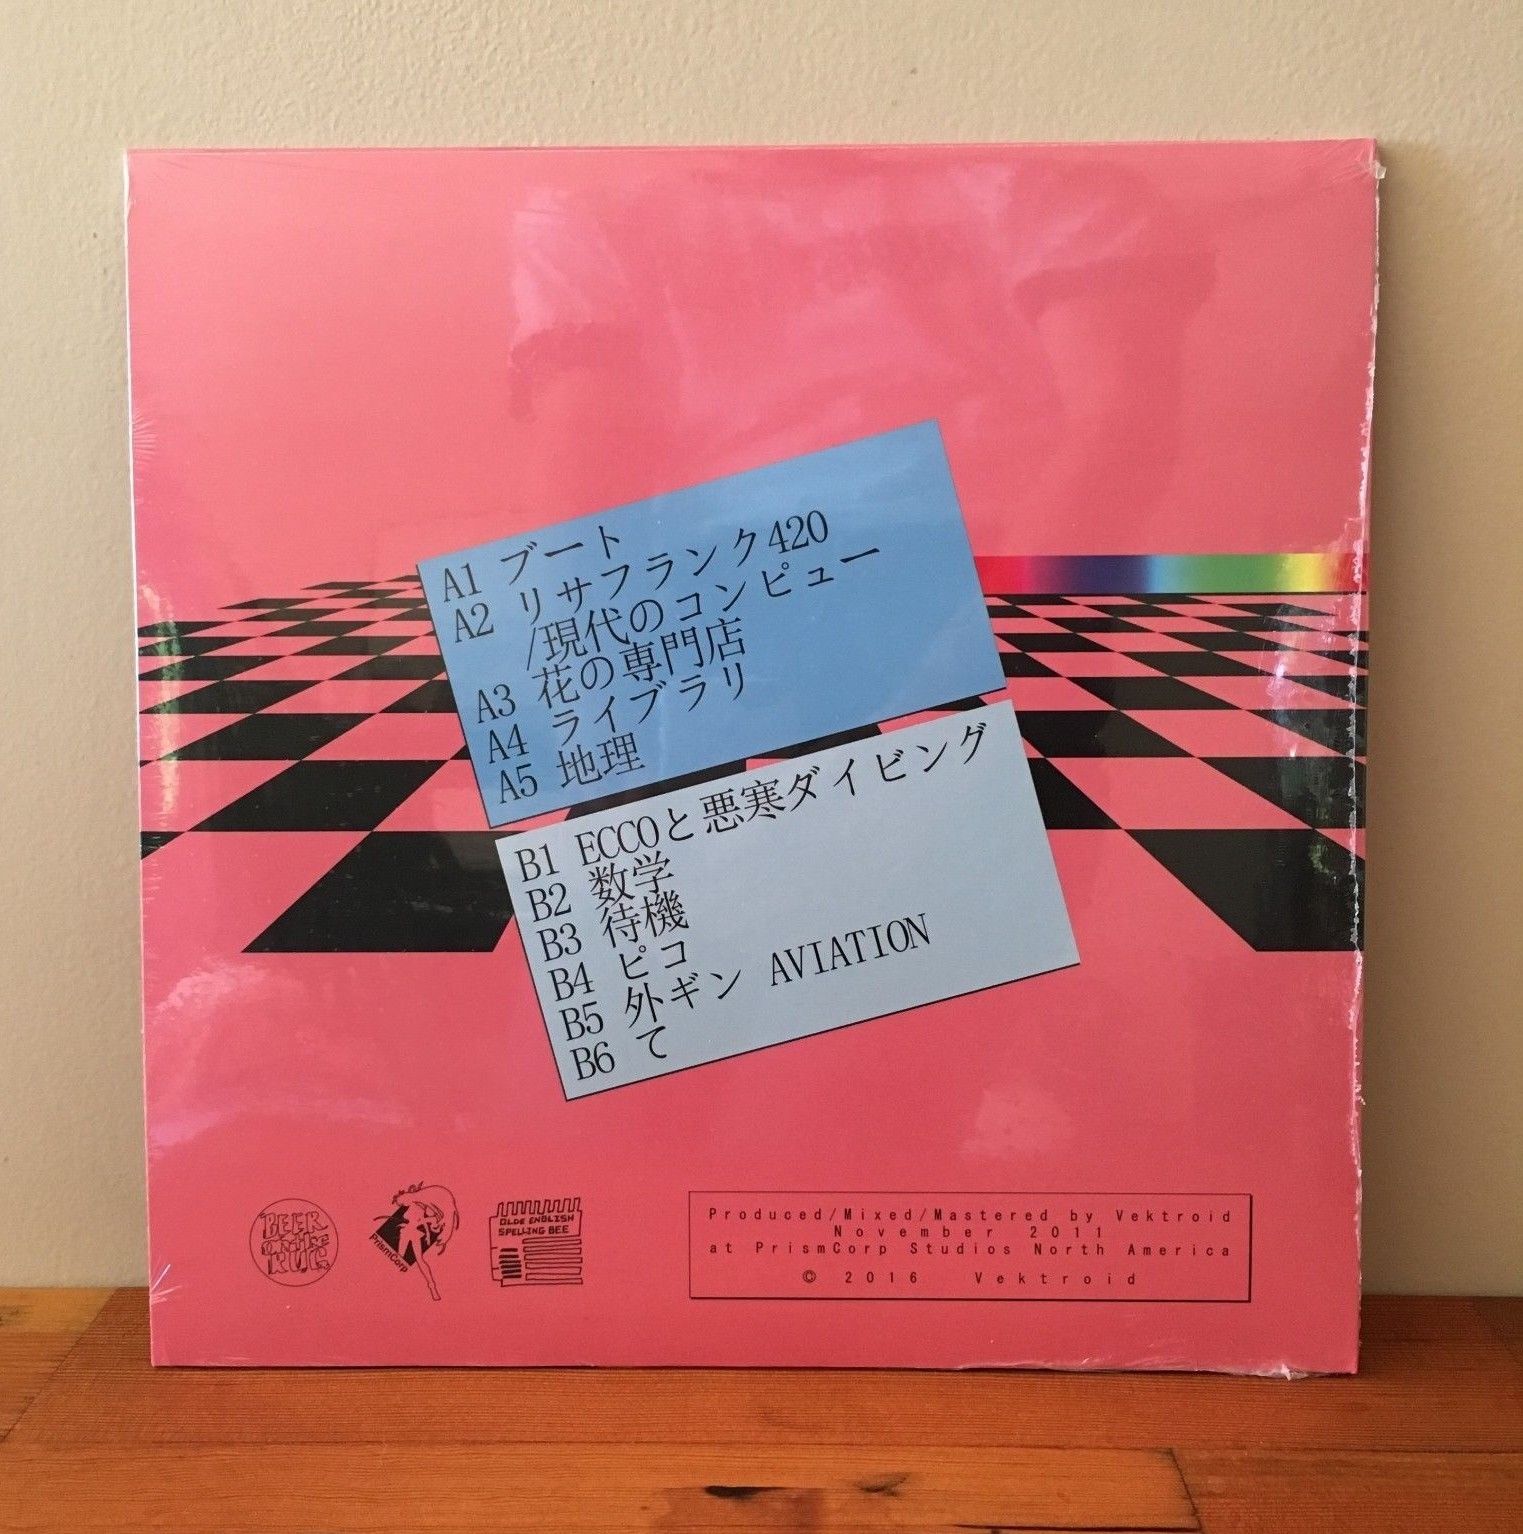 A1 ブート
A2 リサフランク420
/現代のコンピュー
A3 花の専門店
A4 ライブラリ
A5 地理
B1 ECCOと悪寒ダイビング
B2 数学
B3 待機
B4 ピコ
B5 外ギン AVIATION
B6 て
BEER
ON THE
RUG
PrismCorp
OLDE ENGLISH
SPELLING BEE
Produced/Mixed/Mastered by Vektroid
November 2011
at PrismCorp Studios North America
© 2016 Vektroid